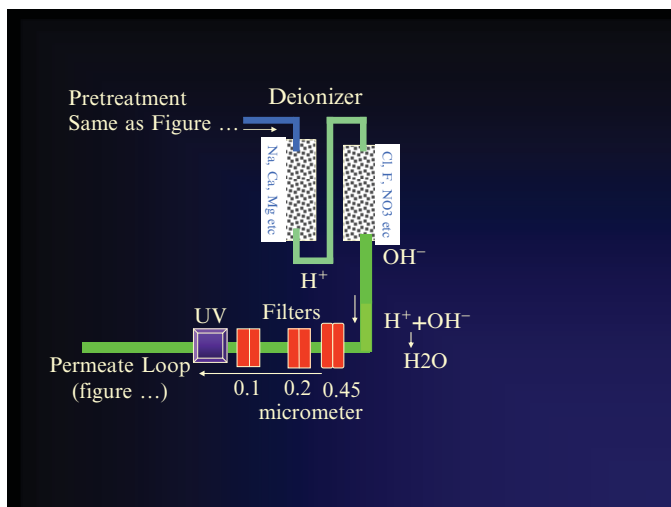 Pretreatment
Same as Figure ...
Deionizer
Na, Ca, Mg etc
Cl, F, NO3 etc
H⁺
OH⁻
H⁺+OH⁻
H2O
UV
Filters
Permeate Loop
(figure ...)
0.1 0.2 0.45
micrometer